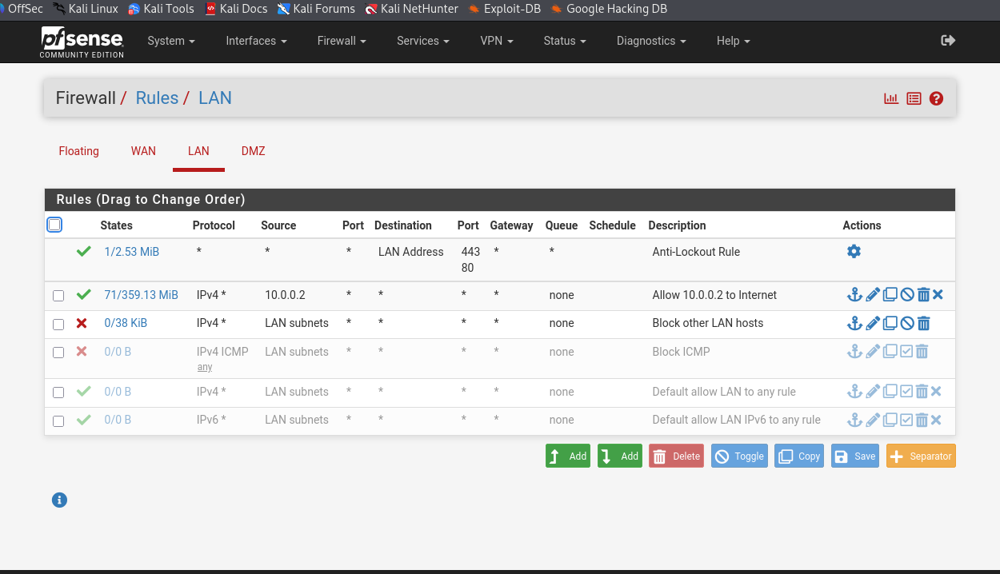 OffSec Kali Linux Kali Tools Kali Docs Kali Forums Kali NetHunter Exploit-DB Google Hacking DB
pfsense COMMUNITY EDITION System Interfaces Firewall Services VPN Status Diagnostics Help
Firewall / Rules / LAN
Floating WAN LAN DMZ
Rules (Drag to Change Order)
States Protocol Source Port Destination Port Gateway Queue Schedule Description Actions
1/2.53 MiB * * * LAN Address 443 * * Anti-Lockout Rule
80
71/359.13 MiB IPv4 * 10.0.0.2 * * * * none Allow 10.0.0.2 to Internet
0/38 KiB IPv4 * LAN subnets * * * * none Block other LAN hosts
0/0 B IPv4 ICMP LAN subnets * * * * none Block ICMP
any
0/0 B IPv4 * LAN subnets * * * * none Default allow LAN to any rule
0/0 B IPv6 * LAN subnets * * * * none Default allow LAN IPv6 to any rule
Add Add Delete Toggle Copy Save Separator